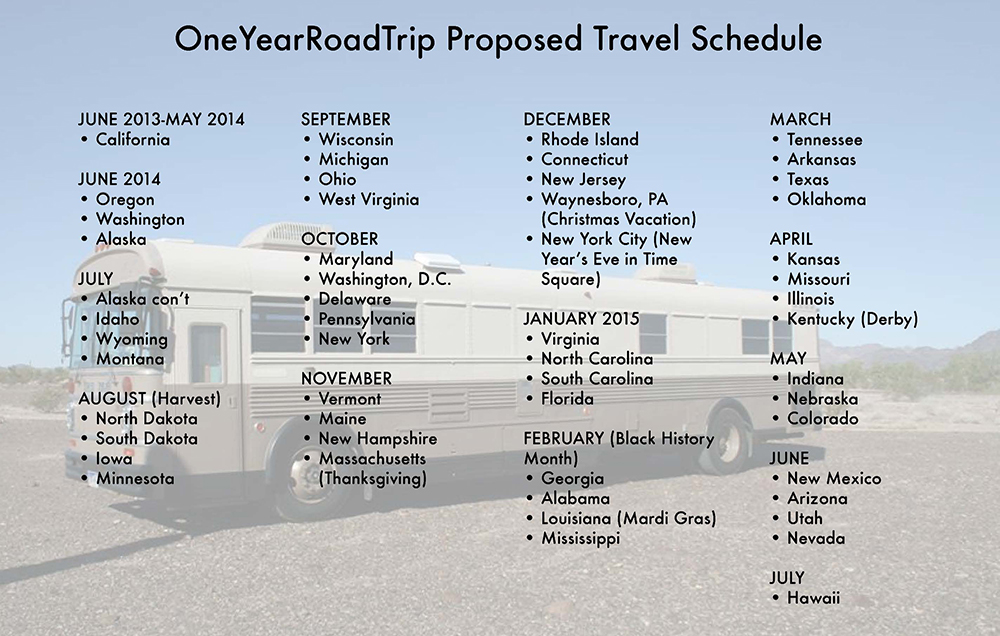 OneYearRoadTrip Proposed Travel Schedule
JUNE 2013-MAY 2014
• California
JUNE 2014
• Oregon
• Washington
• Alaska
JULY
• Alaska con't
• Idaho
• Wyoming
• Montana
AUGUST (Harvest)
• North Dakota
• South Dakota
• Iowa
• Minnesota
SEPTEMBER
• Wisconsin
• Michigan
• Ohio
• West Virginia
OCTOBER
• Maryland
• Washington, D.C.
• Delaware
• Pennsylvania
• New York
NOVEMBER
• Vermont
• Maine
• New Hampshire
• Massachusetts
(Thanksgiving)
DECEMBER
• Rhode Island
• Connecticut
• New Jersey
• Waynesboro, PA
(Christmas Vacation)
• New York City (New
Year's Eve in Time
Square)
JANUARY 2015
• Virginia
• North Carolina
• South Carolina
• Florida
FEBRUARY (Black History
Month)
• Georgia
• Alabama
• Louisiana (Mardi Gras)
• Mississippi
MARCH
• Tennessee
• Arkansas
• Texas
• Oklahoma
APRIL
• Kansas
• Missouri
• Illinois
• Kentucky (Derby)
MAY
• Indiana
• Nebraska
• Colorado
JUNE
• New Mexico
• Arizona
• Utah
• Nevada
JULY
• Hawaii